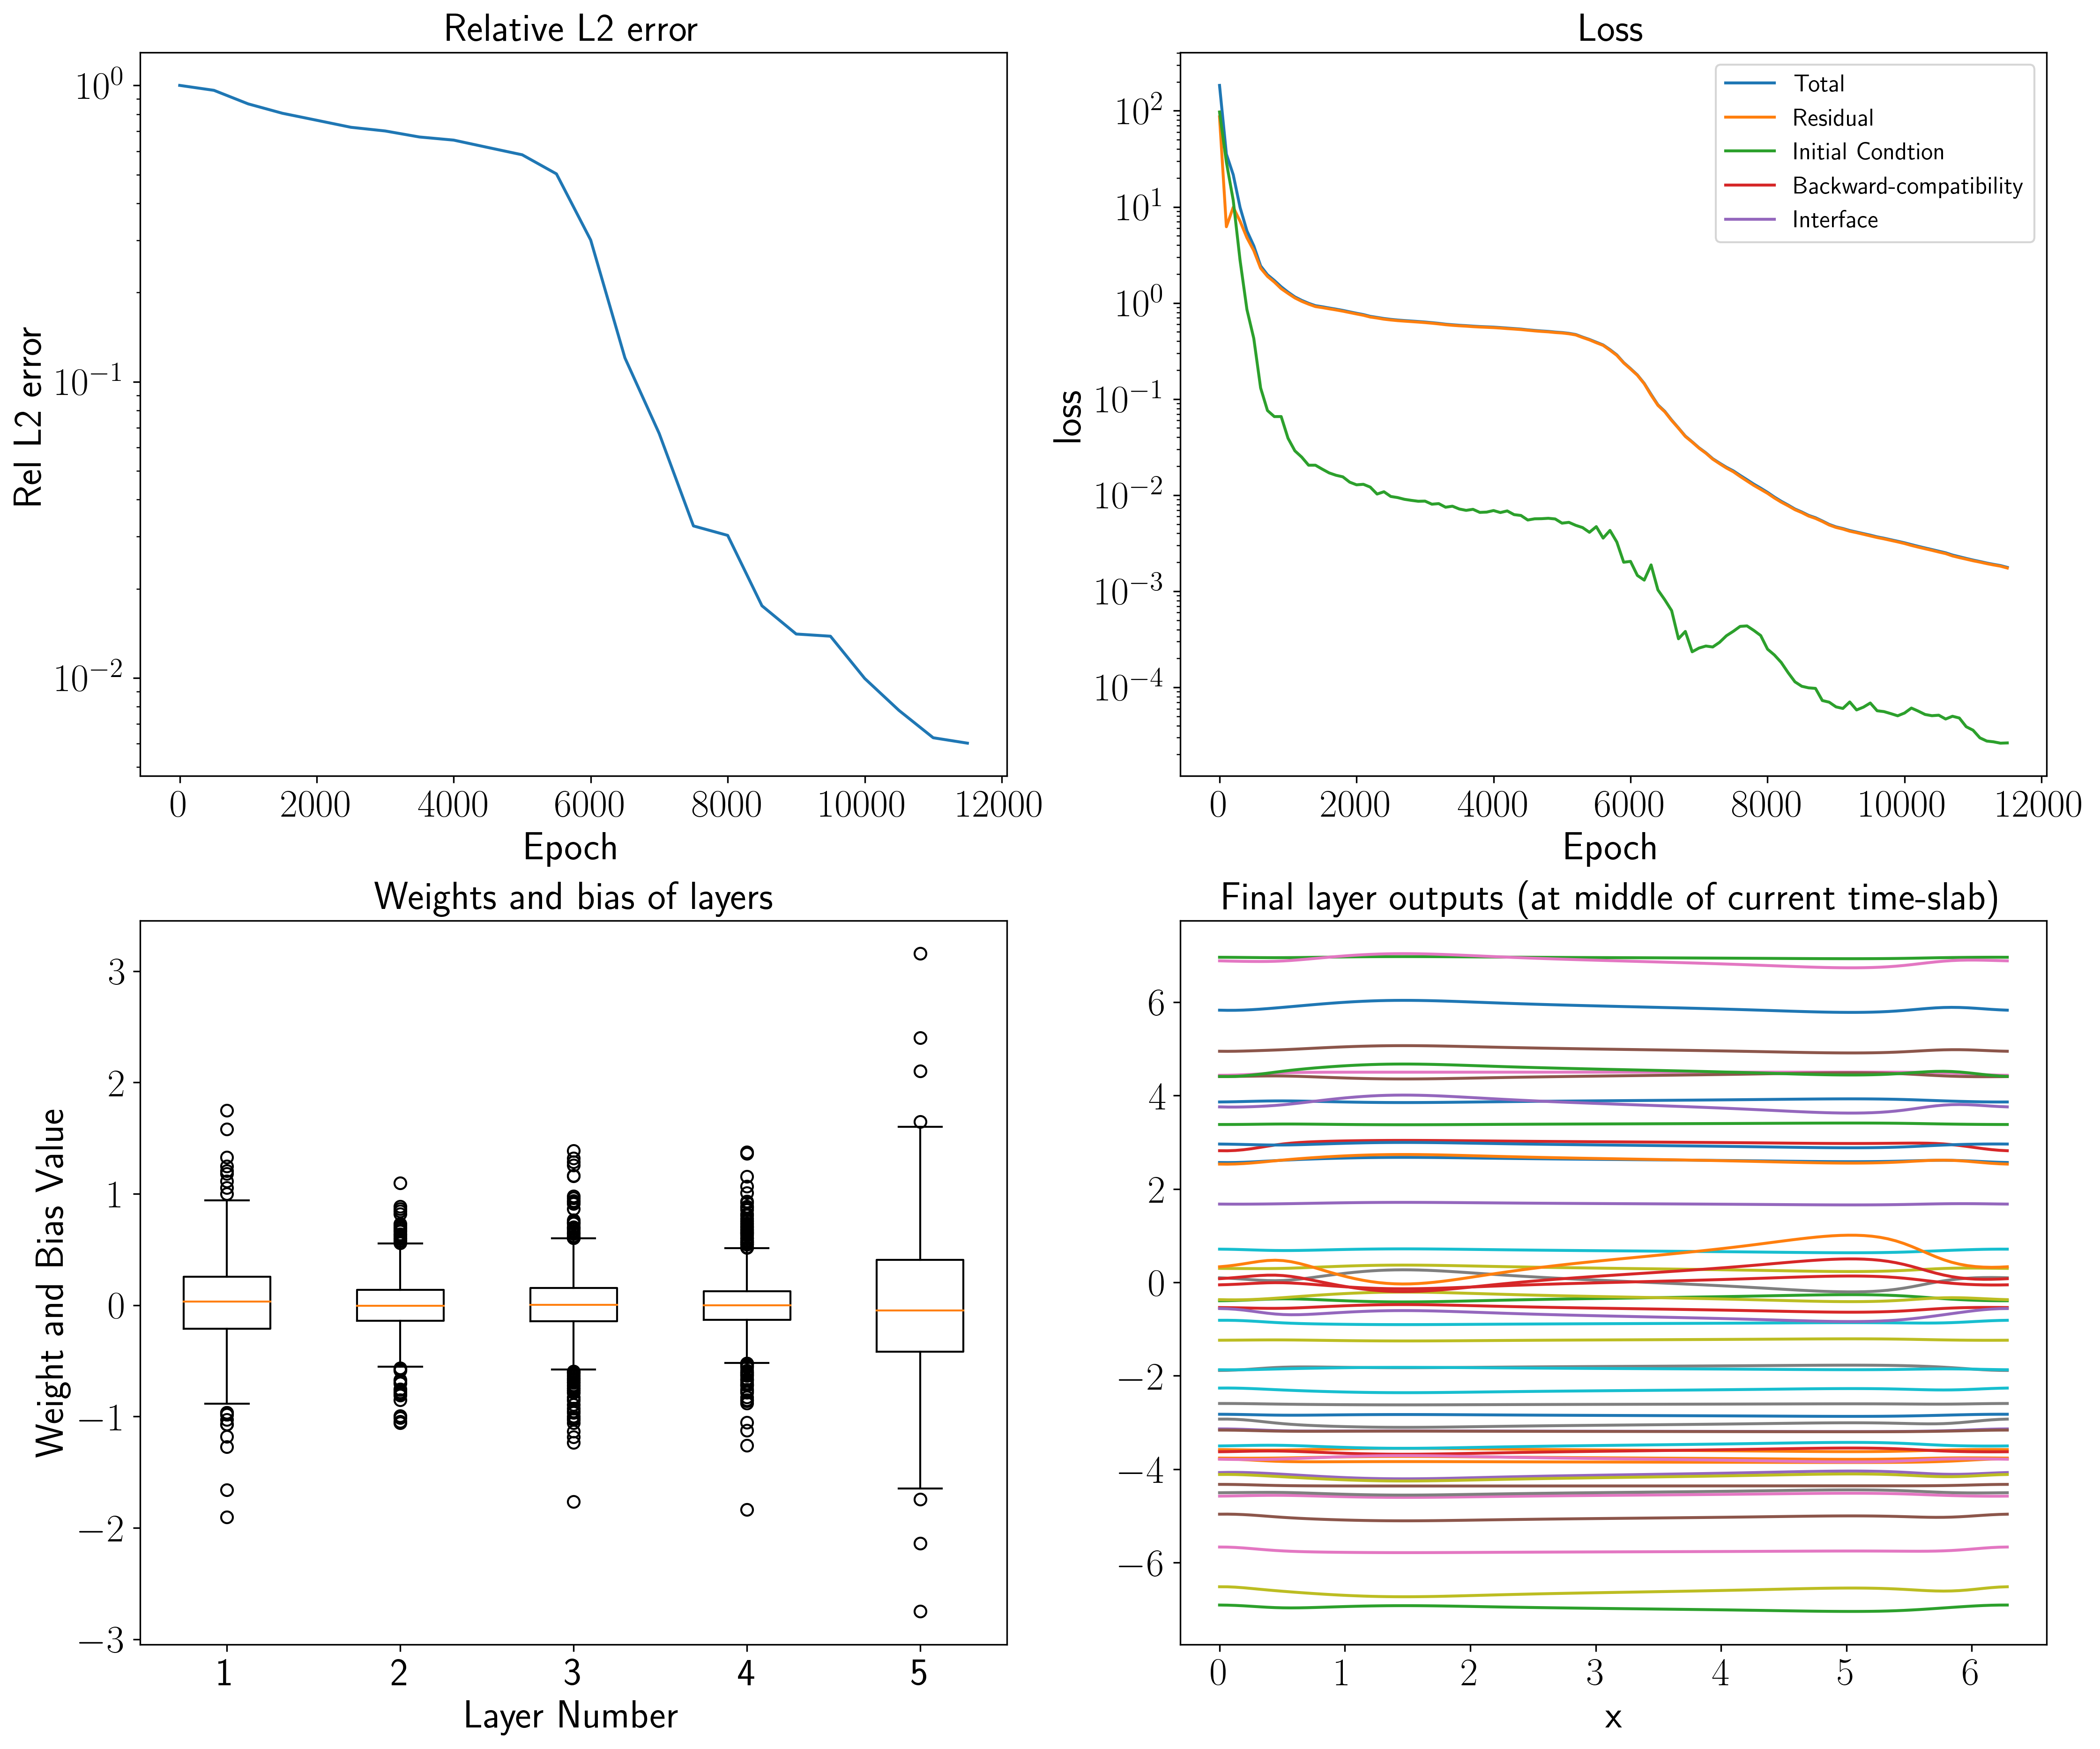 Relative L2 error
Rel L2 error
10^0
10^−1
10^−2
0 2000 4000 6000 8000 10000 12000
Epoch
Loss
loss
10^2
10^1
10^0
10^−1
10^−2
10^−3
10^−4
Total
Residual
Initial Condtion
Backward-compatibility
Interface
0 2000 4000 6000 8000 10000 12000
Epoch
Weights and bias of layers
Weight and Bias Value
3
2
1
0
−1
−2
−3
1 2 3 4 5
Layer Number
Final layer outputs (at middle of current time-slab)
6
4
2
0
−2
−4
−6
0 1 2 3 4 5 6
x